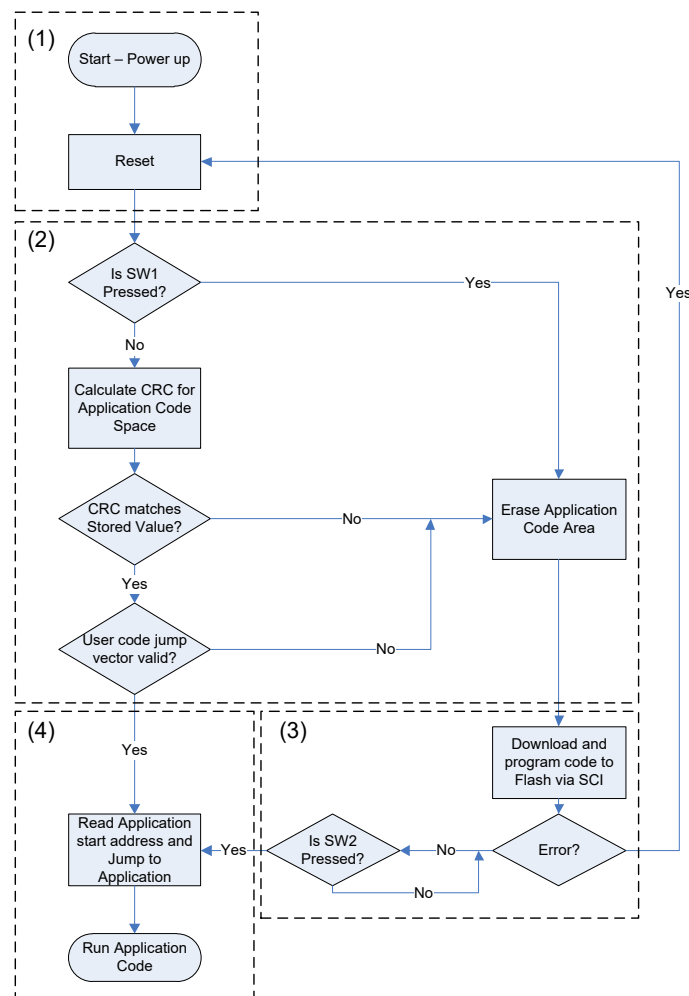 (1)
Start – Power up
Reset
(2)
Is SW1
Pressed?
Yes
Yes
No
Calculate CRC for
Application Code
Space
CRC matches
Stored Value?
No
Erase Application
Code Area
Yes
User code jump
vector valid?
No
(4)
(3)
Yes
Download and
program code to
Flash via SCI
Read Application
start address and
Jump to
Application
Yes
Is SW2
Pressed?
No
Error?
No
Run Application
Code